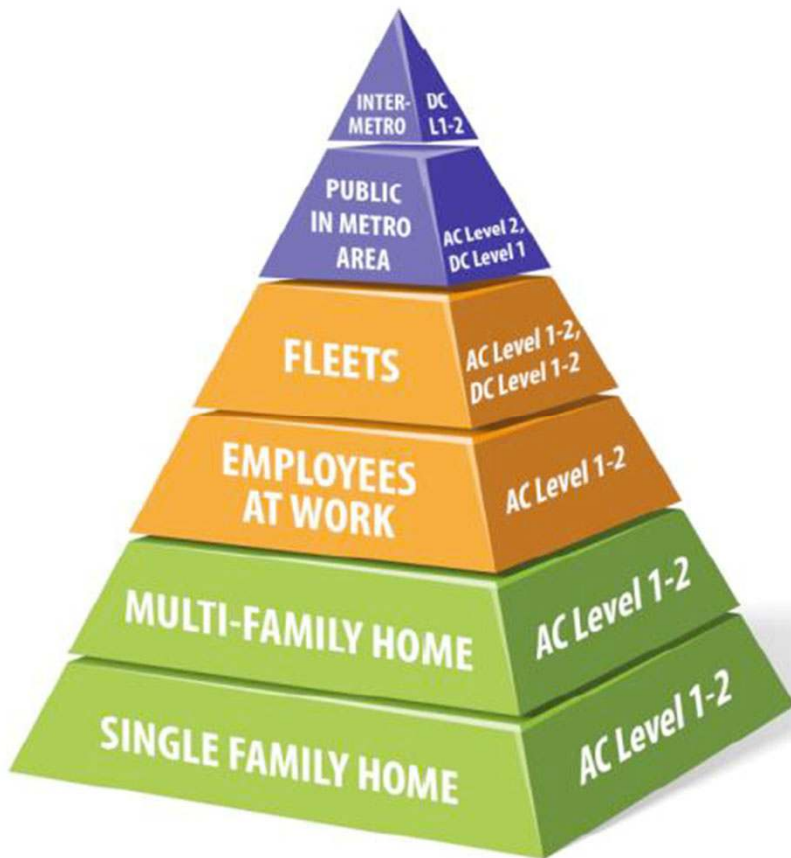 INTER-
METRO
DC
L1-2
PUBLIC
IN METRO
AREA
AC Level 2,
DC Level 1
FLEETS
AC Level 1-2,
DC Level 1-2
EMPLOYEES
AT WORK
AC Level 1-2
MULTI-FAMILY HOME
AC Level 1-2
SINGLE FAMILY HOME
AC Level 1-2